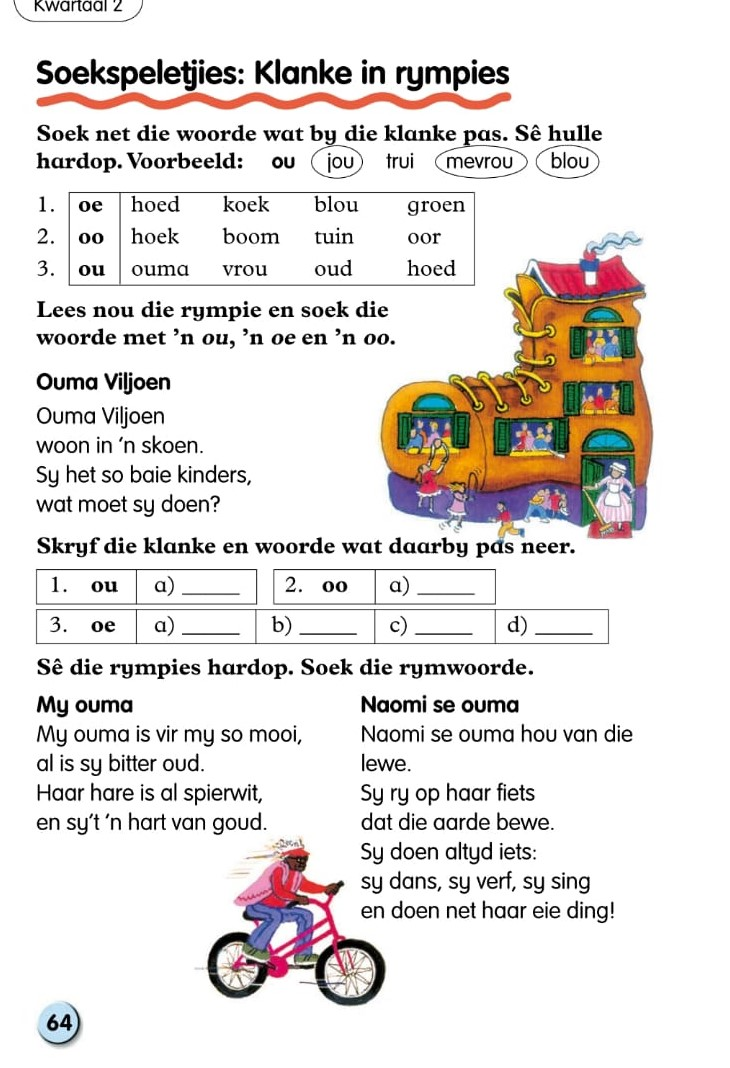 Kwartaal 2
Soekspeletjies: Klanke in rympies
Soek net die woorde wat by die klanke pas. Sê hulle
hardop. Voorbeeld: ou jou trui mevrou blou
1. oe hoed koek blou groen
2. oo hoek boom tuin oor
3. ou ouma vrou oud hoed
Lees nou die rympie en soek die
woorde met ’n ou, ’n oe en ’n oo.
Ouma Viljoen
Ouma Viljoen
woon in ’n skoen.
Sy het so baie kinders,
wat moet sy doen?
Skryf die klanke en woorde wat daarby pas neer.
1. ou a) ______ 2. oo a) ______
3. oe a) ______ b) ______ c) ______ d) ______
Sê die rympies hardop. Soek die rymwoorde.
My ouma
My ouma is vir my so mooi,
al is sy bitter oud.
Haar hare is al spierwit,
en sy’t ’n hart van goud.
Naomi se ouma
Naomi se ouma hou van die
lewe.
Sy ry op haar fiets
dat die aarde bewe.
Sy doen altyd iets:
sy dans, sy verf, sy sing
en doen net haar eie ding!
64